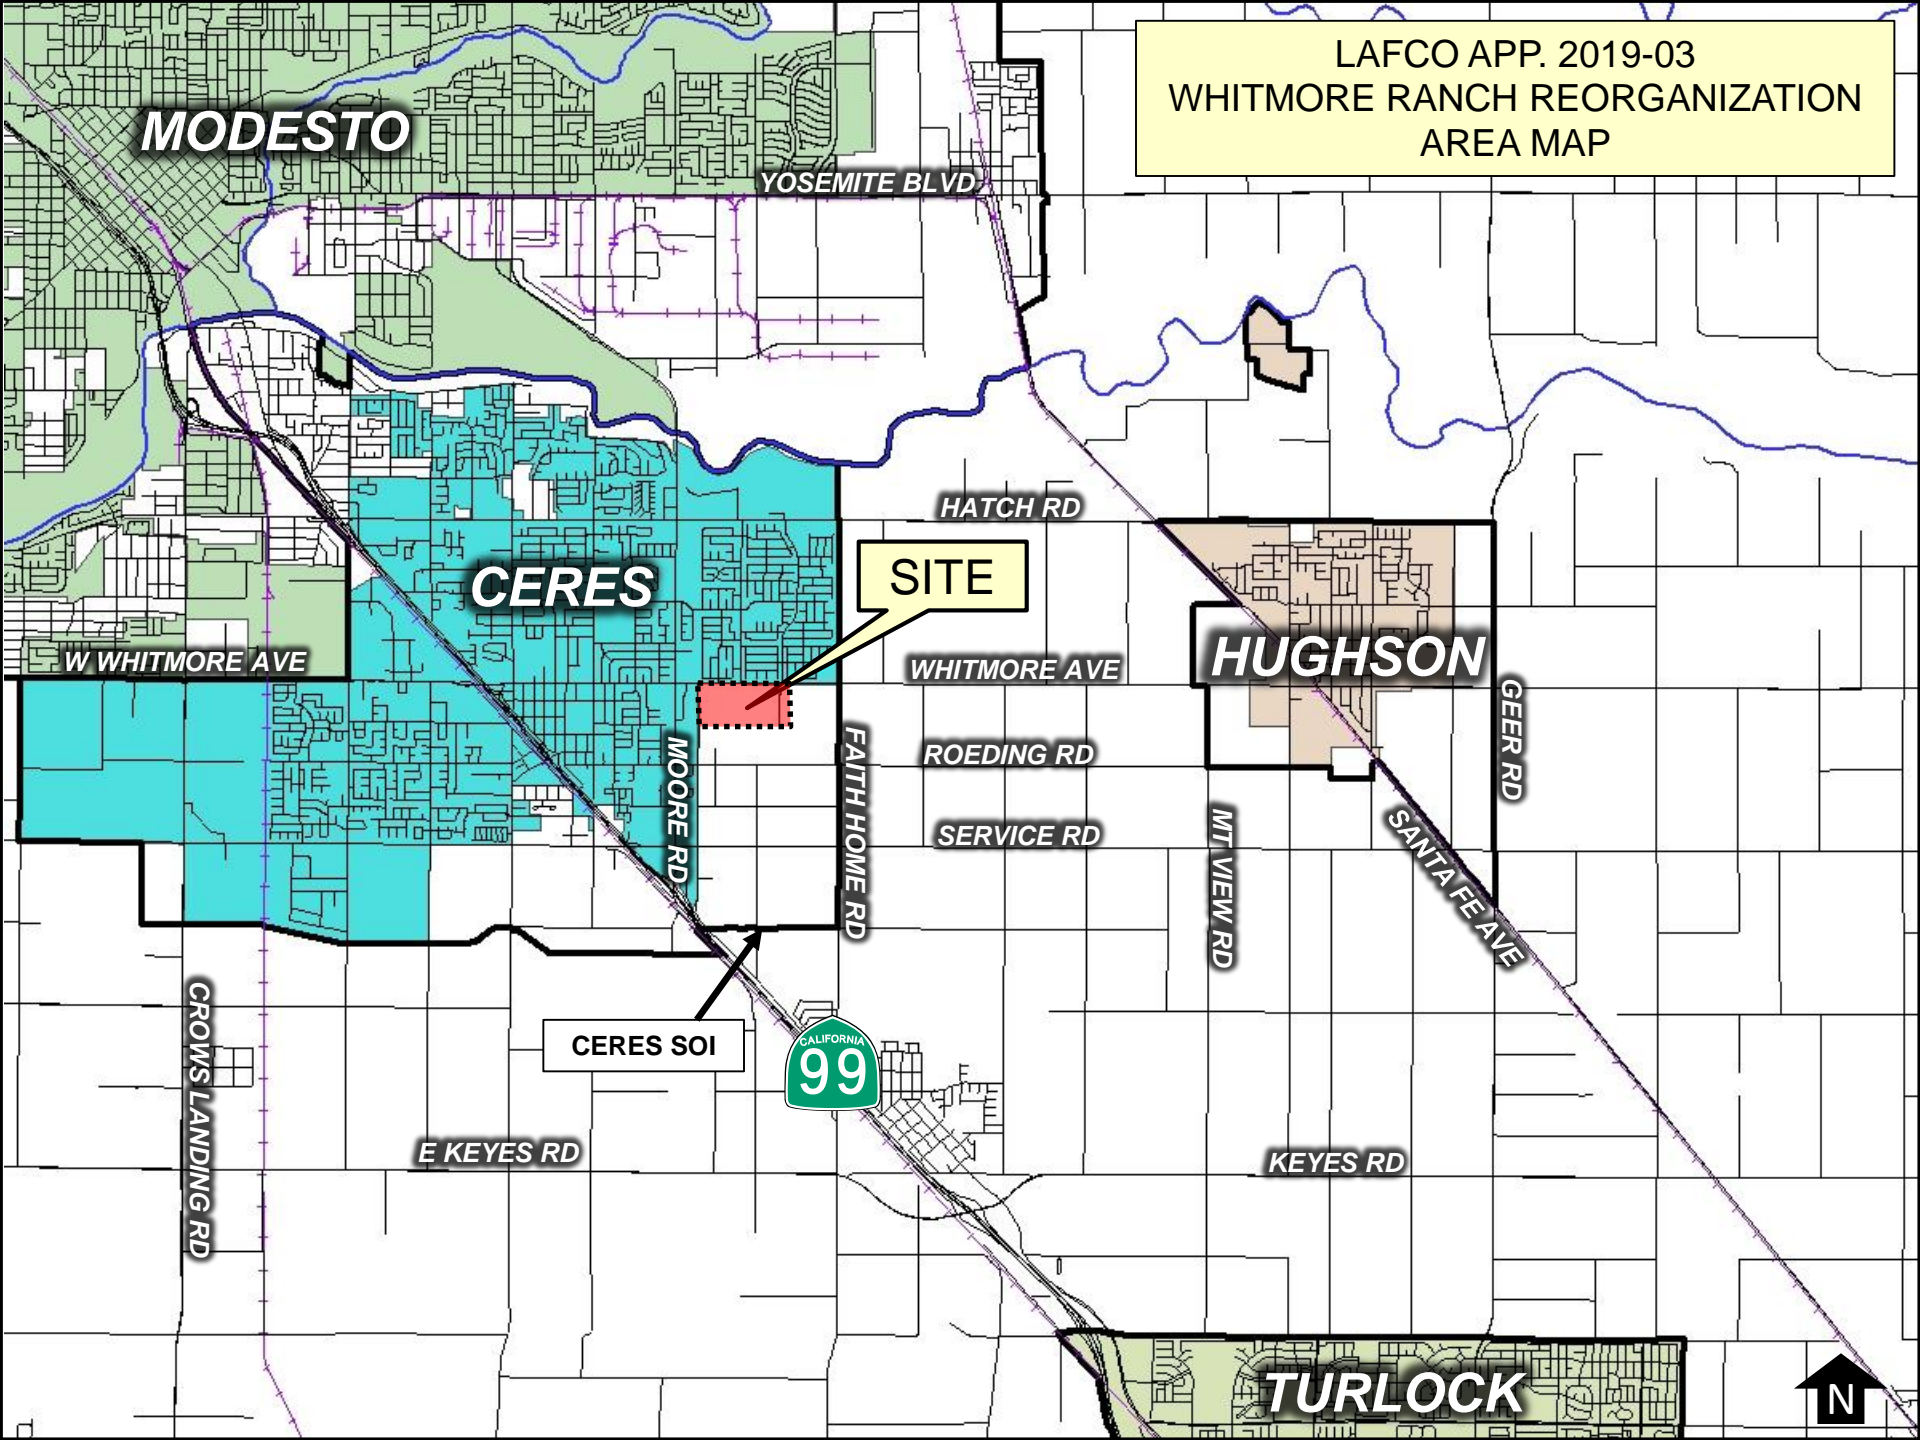 LAFCO APP. 2019-03
WHITMORE RANCH REORGANIZATION
AREA MAP
MODESTO
YOSEMITE BLVD
HATCH RD
SITE
CERES
HUGHSON
W WHITMORE AVE
WHITMORE AVE
GEER RD
MOORE RD
FAITH HOME RD
ROEDING RD
SERVICE RD
MT VIEW RD
SANTA FE AVE
CROWS LANDING RD
CERES SOI
CALIFORNIA
99
E KEYES RD
KEYES RD
TURLOCK
N